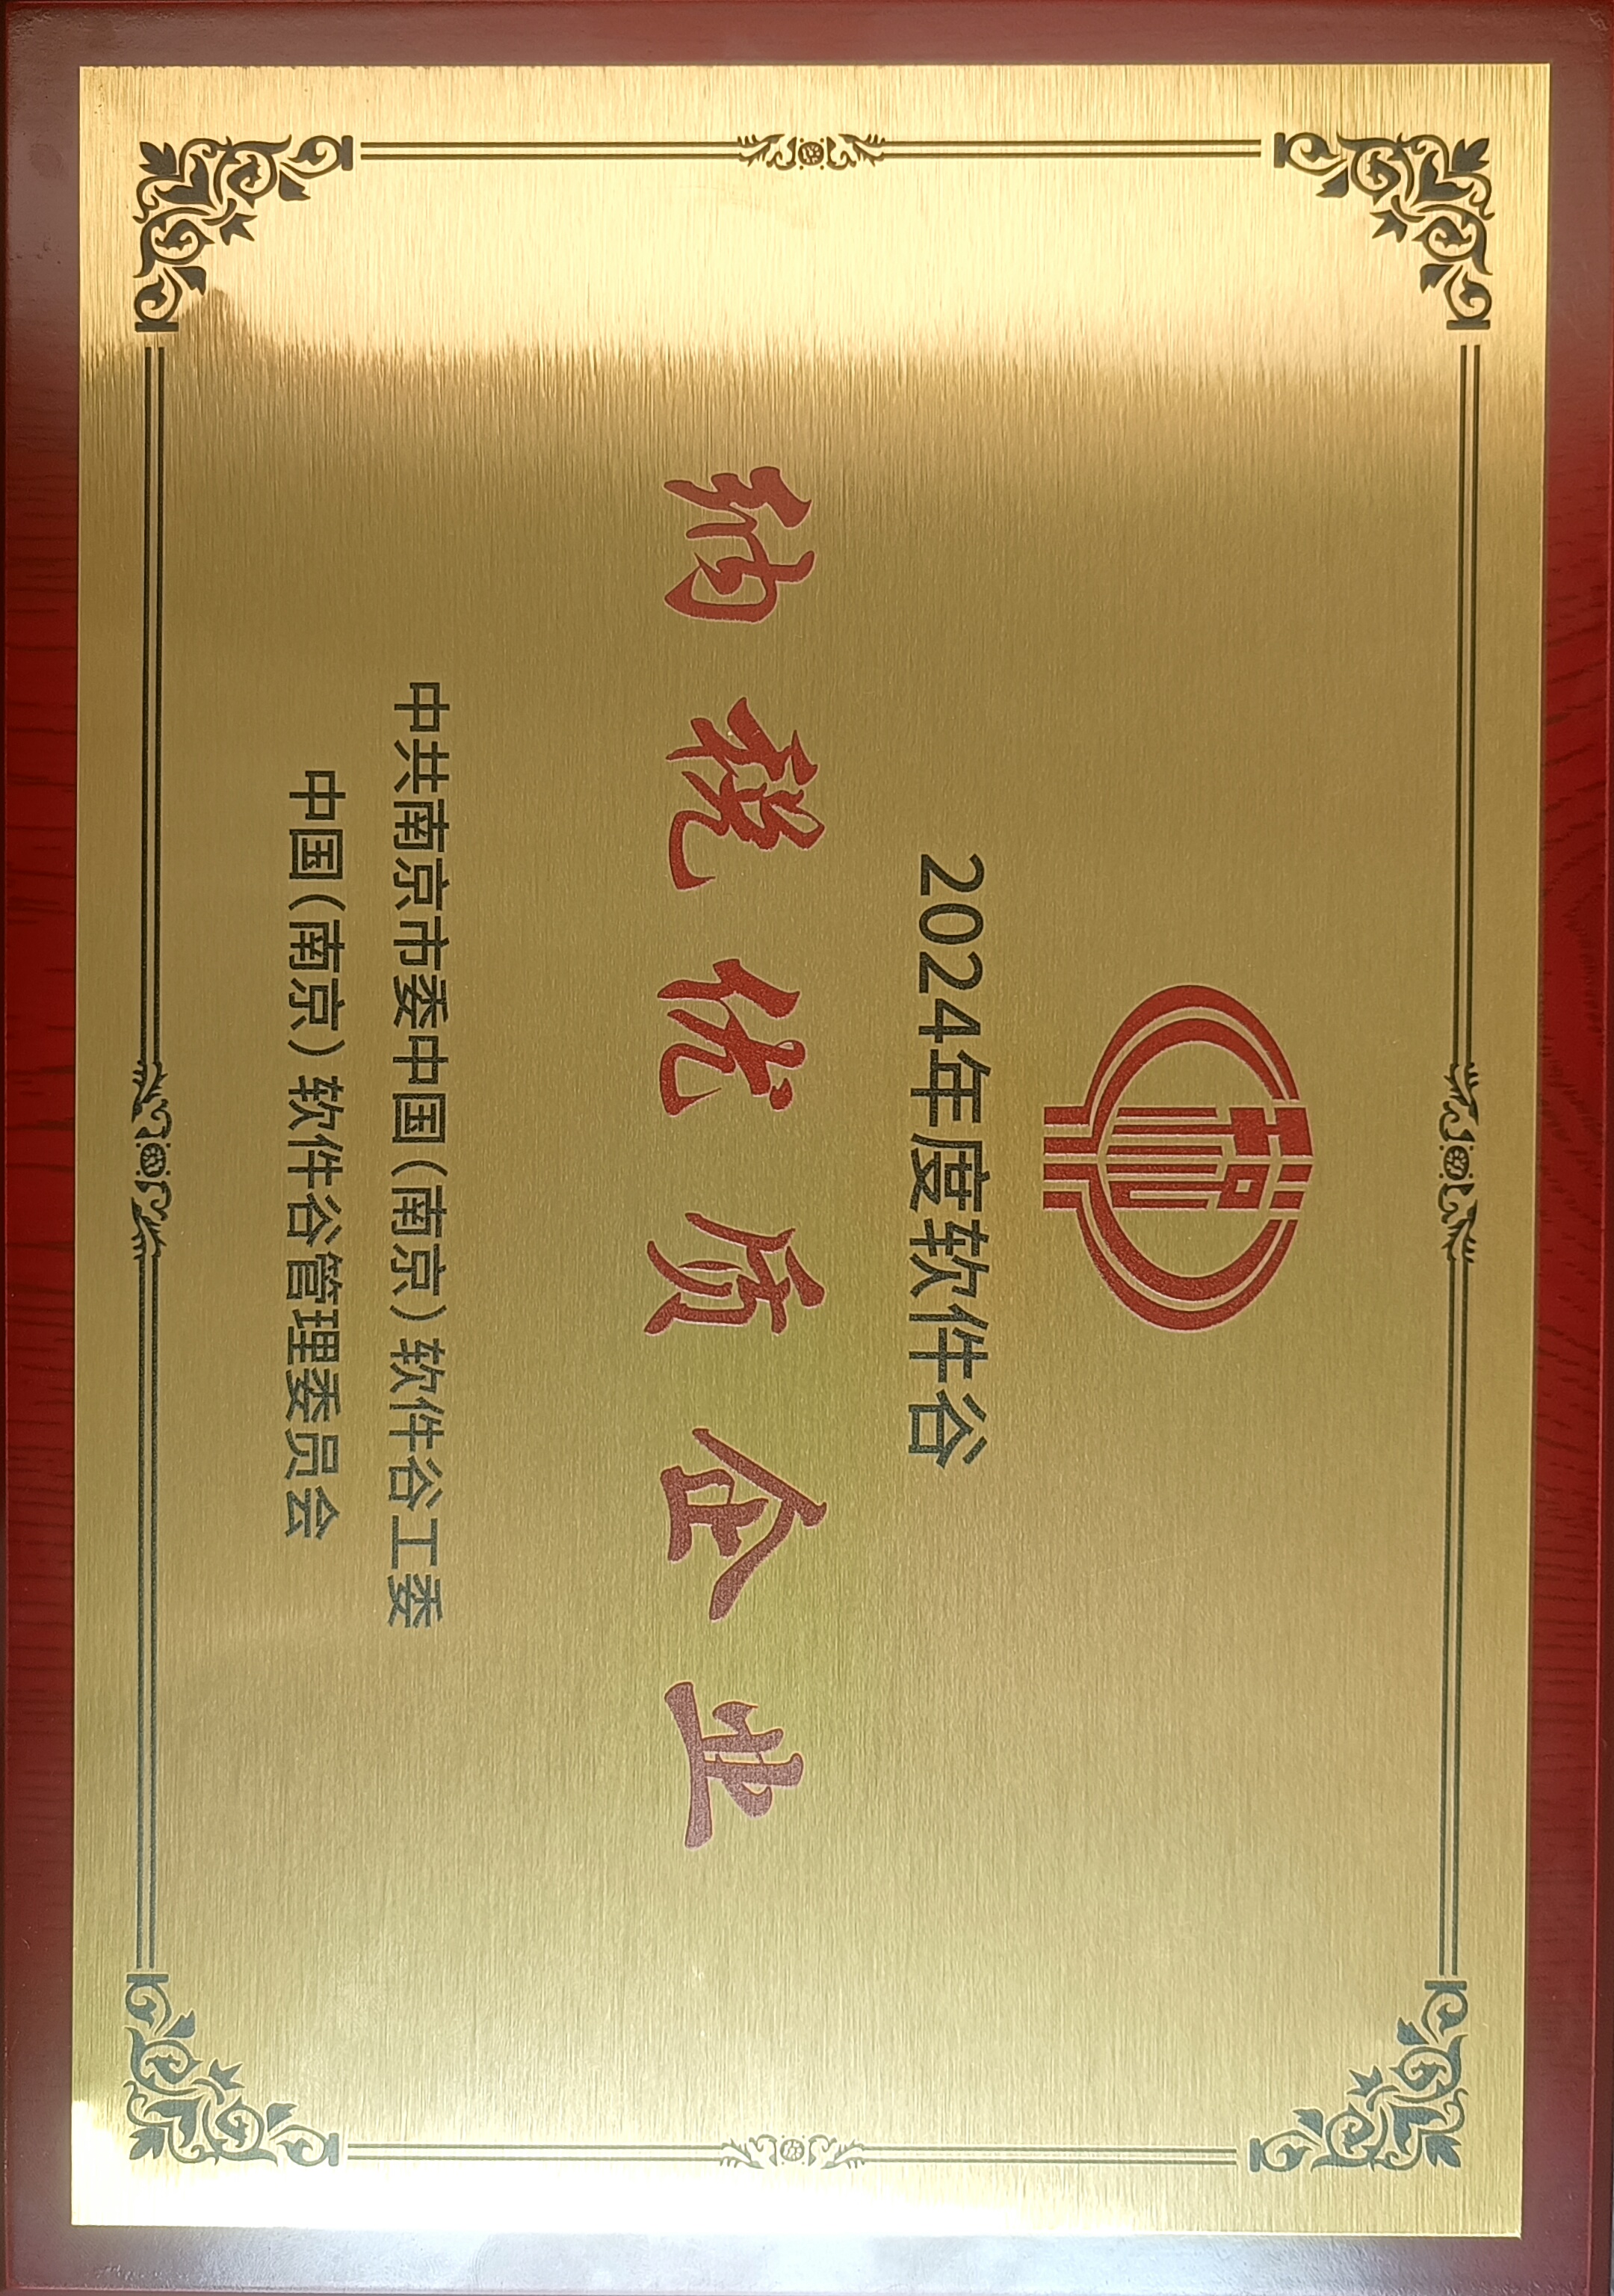 2024年度软件谷
纳税优质企业
中共南京市委中国（南京）软件谷工委
中国（南京）软件谷管理委员会